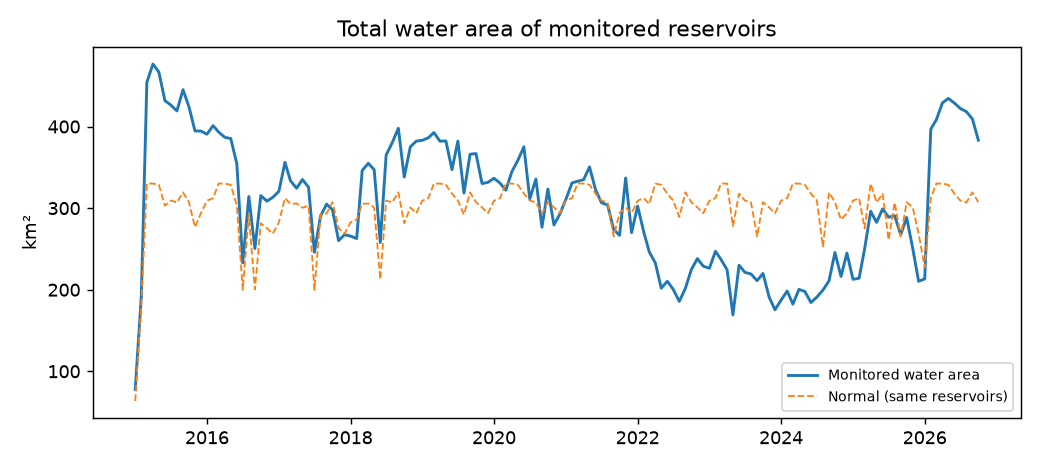 Total water area of monitored reservoirs
km²
400
300
200
100
2016
2018
2020
2022
2024
2026
Monitored water area
Normal (same reservoirs)